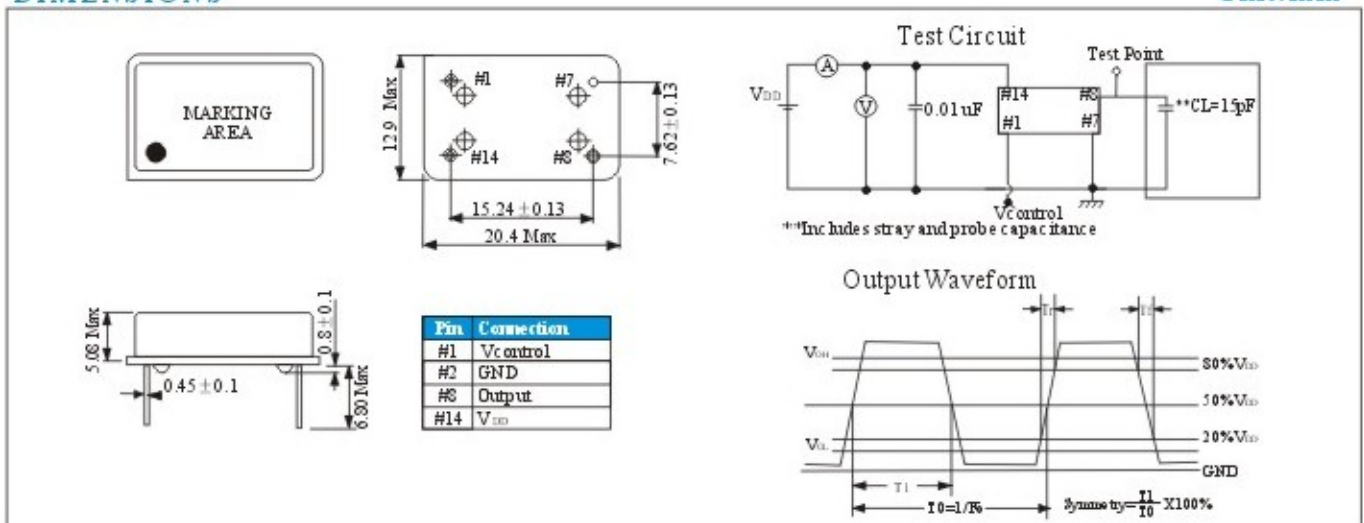 MARKING
AREA
12.9 Max
#1
#7
#14
#8
7.62±0.13
15.24±0.13
20.4 Max
5.08 Max
0.8±0.1
0.45±0.1
6.80 Max
Pin Connection
#1 Vcontrol
#2 GND
#8 Output
#14 VDD
Test Circuit
Test Point
VDD
A
V
0.01uF
#14 #8
#1 #7
**CL=15pF
Vcontrol
**Includes stray and probe capacitance
Output Waveform
Tr
Tf
VOH
80%VDD
50%VDD
VOL
20%VDD
GND
T1
T0=1/F0
Symmetry=T1/T0 X100%